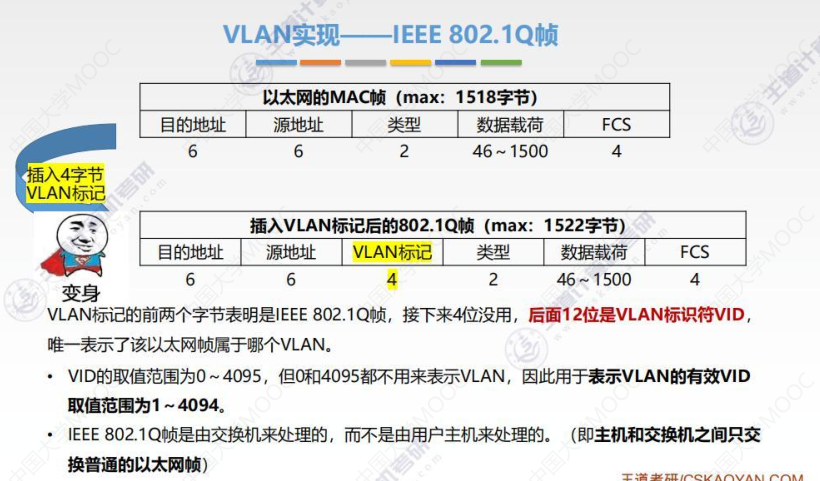 VLAN实现——IEEE 802.1Q帧
以太网的MAC帧（max：1518字节）
目的地址 源地址 类型 数据载荷 FCS
6 6 2 46～1500 4
插入4字节
VLAN标记
插入VLAN标记后的802.1Q帧（max：1522字节）
目的地址 源地址 VLAN标记 类型 数据载荷 FCS
6 6 4 2 46～1500 4
变身
VLAN标记的前两个字节表明是IEEE 802.1Q帧，接下来4位没用，后面12位是VLAN标识符VID，
唯一表示了该以太网帧属于哪个VLAN。
• VID的取值范围为0～4095，但0和4095都不用来表示VLAN，因此用于表示VLAN的有效VID
取值范围为1～4094。
• IEEE 802.1Q帧是由交换机来处理的，而不是由用户主机来处理的。（即主机和交换机之间只交
换普通的以太网帧）
王道考研/CSKAOYAN.COM